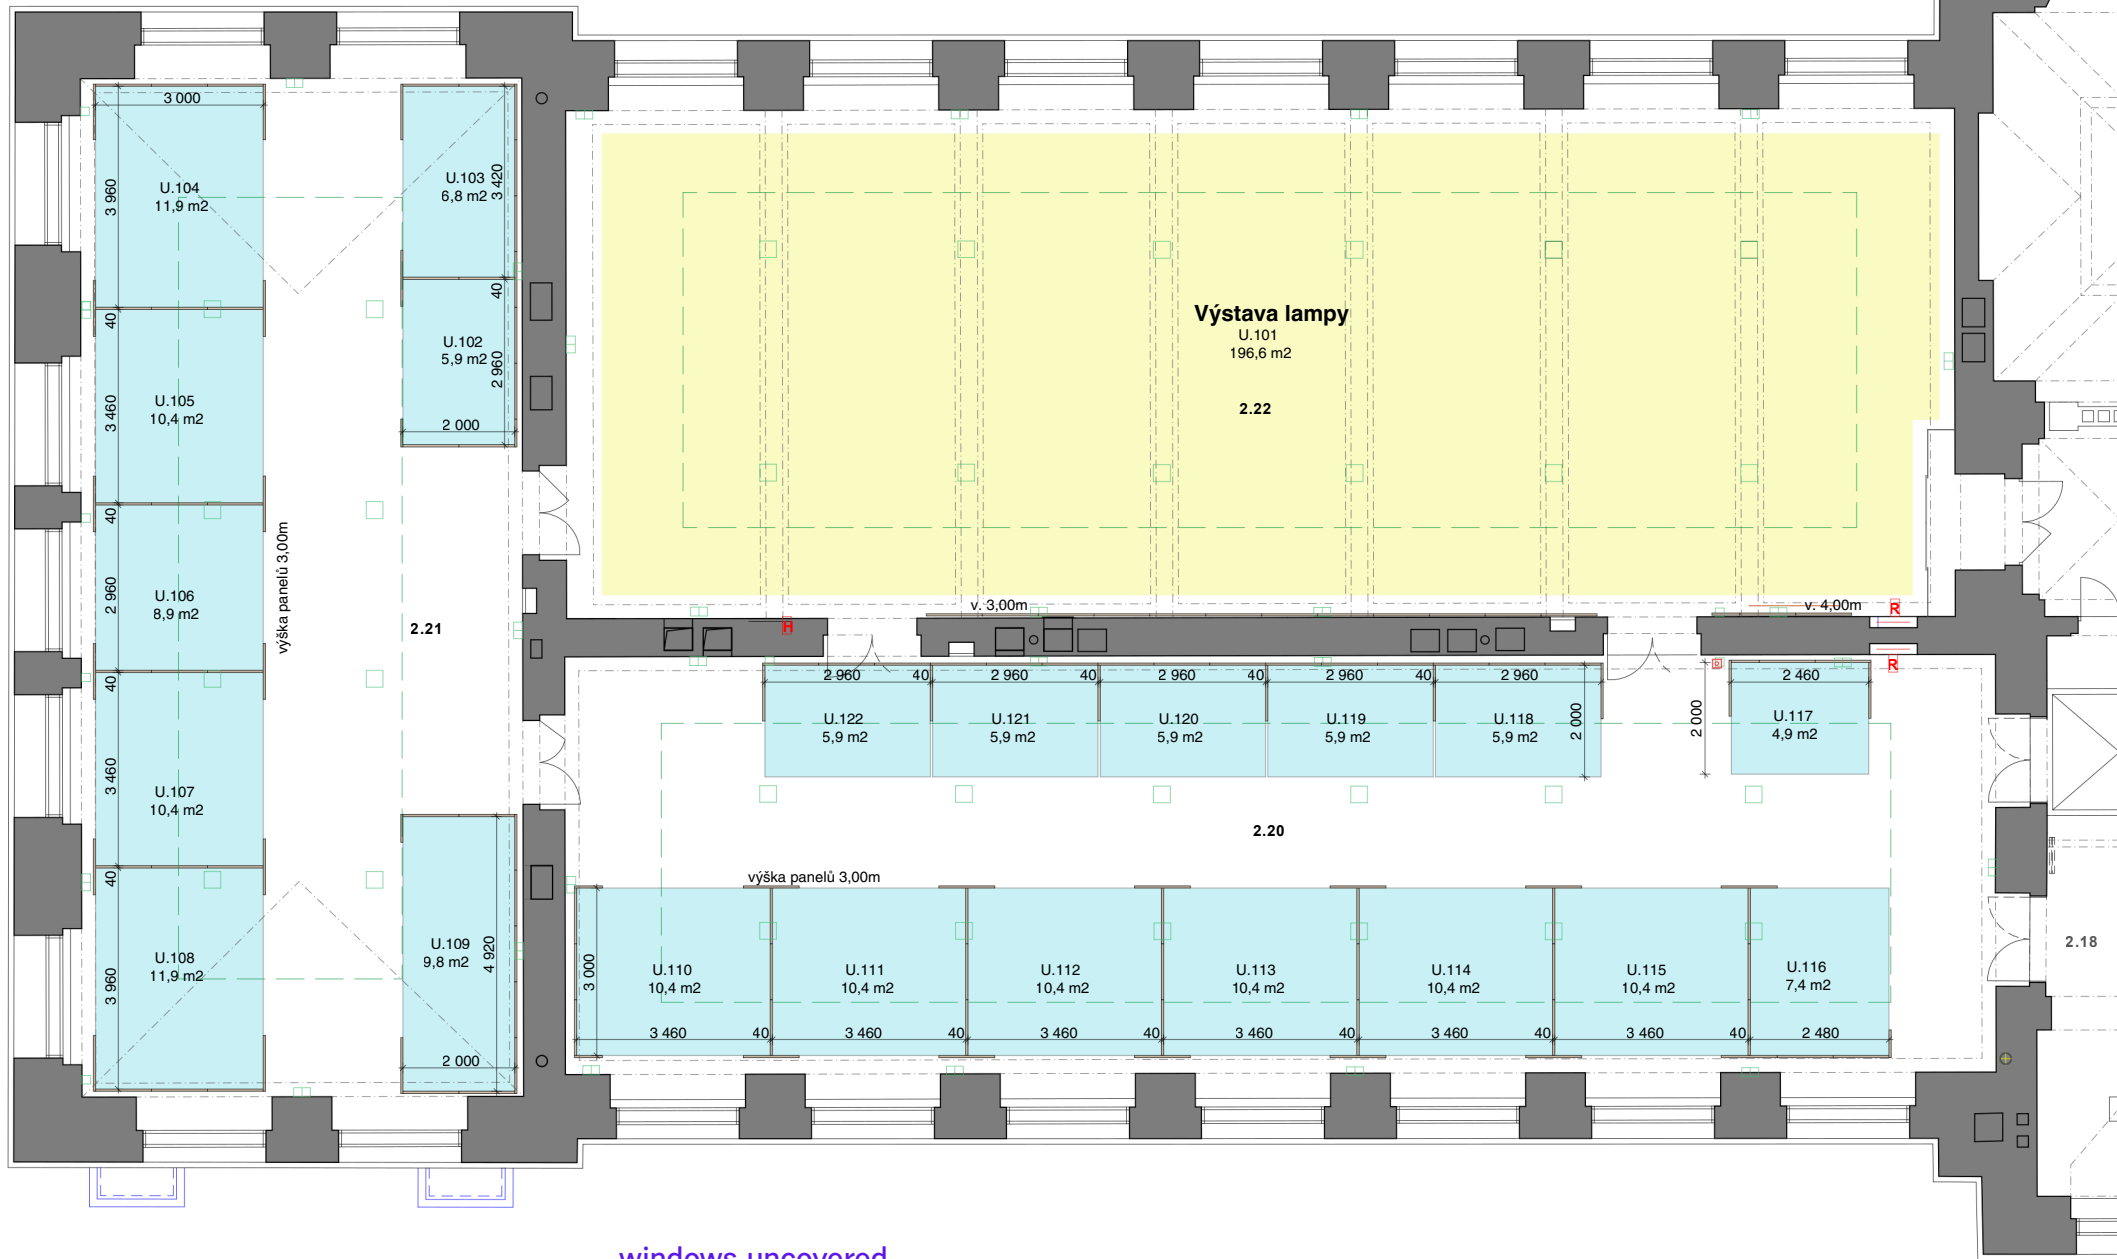 3 000
U.104
11,9 m2
3 960
U.103
6,8 m2
3 420
40
U.102
5,9 m2
2 960
2 000
40
U.105
10,4 m2
3 460
40
U.106
8,9 m2
2 960
výška panelů 3,00m
2.21
40
U.107
10,4 m2
3 460
40
U.108
11,9 m2
3 960
U.109
9,8 m2
4 920
2 000
Výstava lampy
U.101
196,6 m2
2.22
v. 3,00m
v. 4,00m
H
R
R
2 960
40
2 960
40
2 960
40
2 960
40
2 960
2 460
U.122
5,9 m2
U.121
5,9 m2
U.120
5,9 m2
U.119
5,9 m2
U.118
5,9 m2
2 000
2 000
U.117
4,9 m2
2.20
výška panelů 3,00m
3 000
U.110
10,4 m2
U.111
10,4 m2
U.112
10,4 m2
U.113
10,4 m2
U.114
10,4 m2
U.115
10,4 m2
U.116
7,4 m2
3 460
40
3 460
40
3 460
40
3 460
40
3 460
40
3 460
40
2 480
2.18
windows uncovered